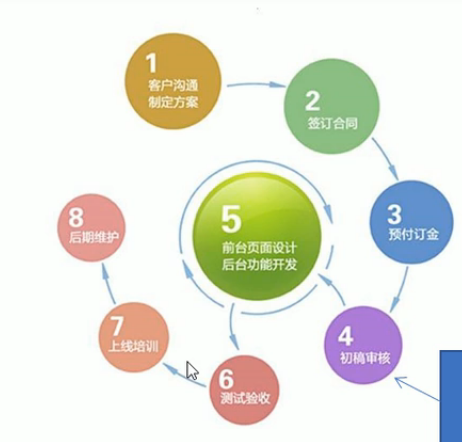 1
客户沟通
制定方案
2
签订合同
3
预付订金
4
初稿审核
5
前台页面设计
后台功能开发
6
测试验收
7
上线培训
8
后期维护